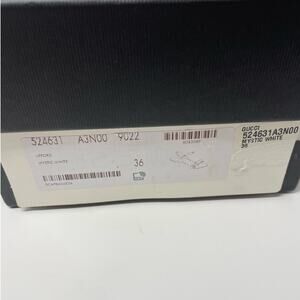 524631 A3N00 9022
MYSTIC WHITE
36
GUCCI
524631A3N00
MYSTIC WHITE
36